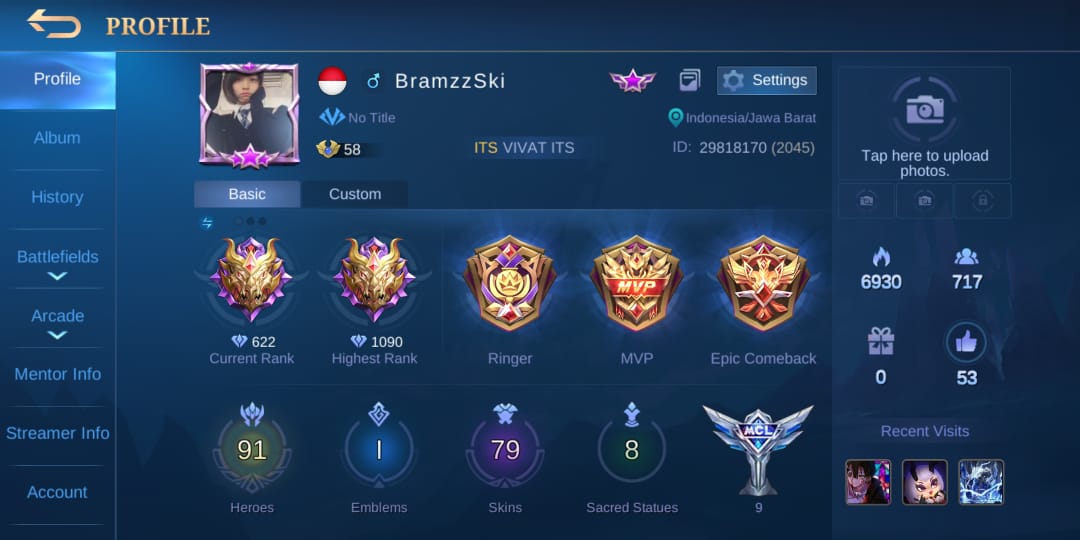 PROFILE
Profile
Album
History
Battlefields
Arcade
Mentor Info
Streamer Info
Account
BramzzSki
Settings
No Title
Indonesia/Jawa Barat
58
ITS VIVAT ITS
ID: 29818170 (2045)
Basic
Custom
622
Current Rank
1090
Highest Rank
Ringer
MVP
MVP
Epic Comeback
91
Heroes
I
Emblems
79
Skins
8
Sacred Statues
MCL
9
Tap here to upload
photos.
6930
717
0
53
Recent Visits